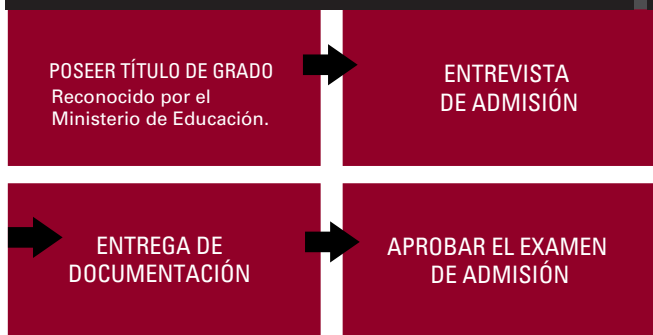 POSEER TÍTULO DE GRADO
Reconocido por el
Ministerio de Educación.
ENTREVISTA
DE ADMISIÓN
ENTREGA DE
DOCUMENTACIÓN
APROBAR EL EXAMEN
DE ADMISIÓN